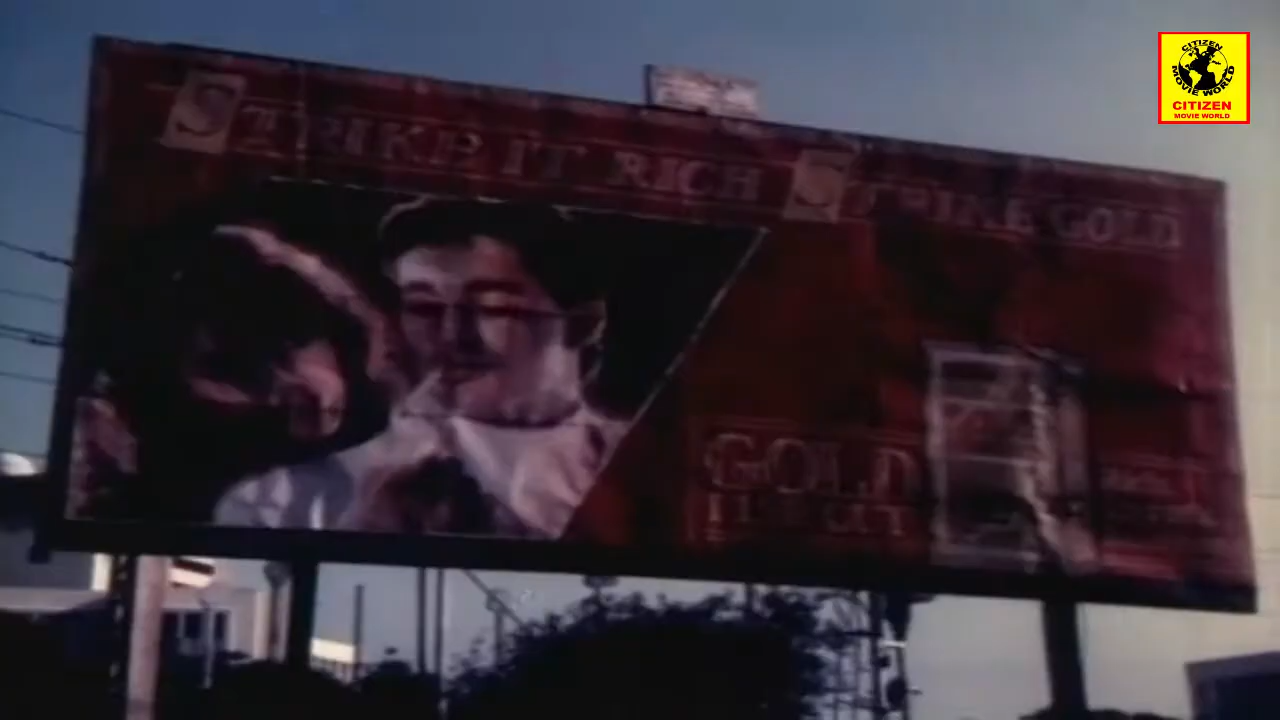 STRIKE IT RICH STRIKE GOLD
GOLD
CITIZEN
MOVIE WORLD
CITIZEN
MOVIE WORLD